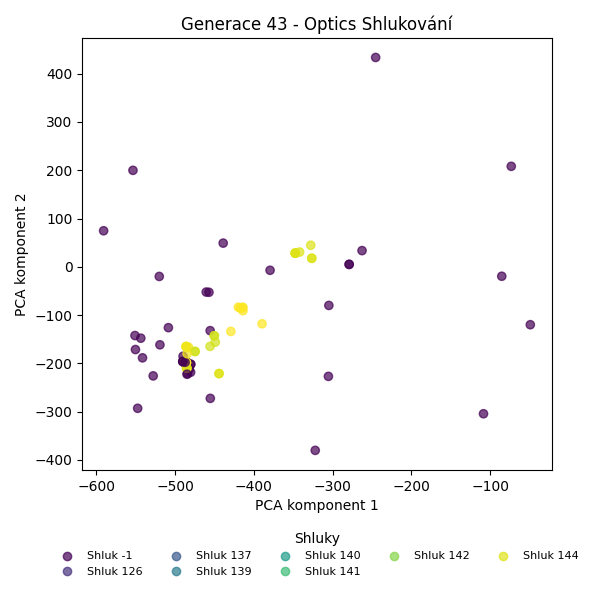 Generace 43 - Optics Shlukování
400
300
200
100
0
−100
−200
−300
−400
PCA komponent 2
−600 −500 −400 −300 −200 −100
PCA komponent 1
Shluky
Shluk -1 Shluk 137 Shluk 140 Shluk 142 Shluk 144
Shluk 126 Shluk 139 Shluk 141